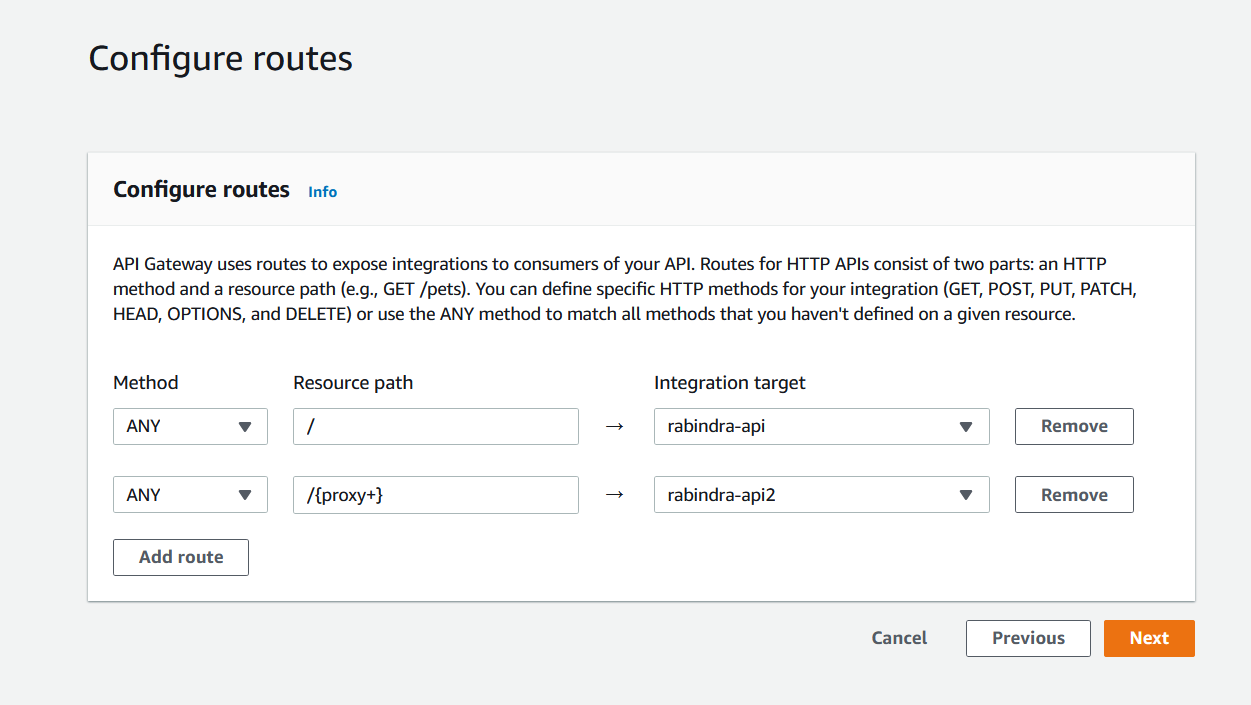 Configure routes
Configure routes Info
API Gateway uses routes to expose integrations to consumers of your API. Routes for HTTP APIs consist of two parts: an HTTP
method and a resource path (e.g., GET /pets). You can define specific HTTP methods for your integration (GET, POST, PUT, PATCH,
HEAD, OPTIONS, and DELETE) or use the ANY method to match all methods that you haven't defined on a given resource.
Method Resource path Integration target
ANY / → rabindra-api Remove
ANY /{proxy+} → rabindra-api2 Remove
Add route
Cancel Previous Next